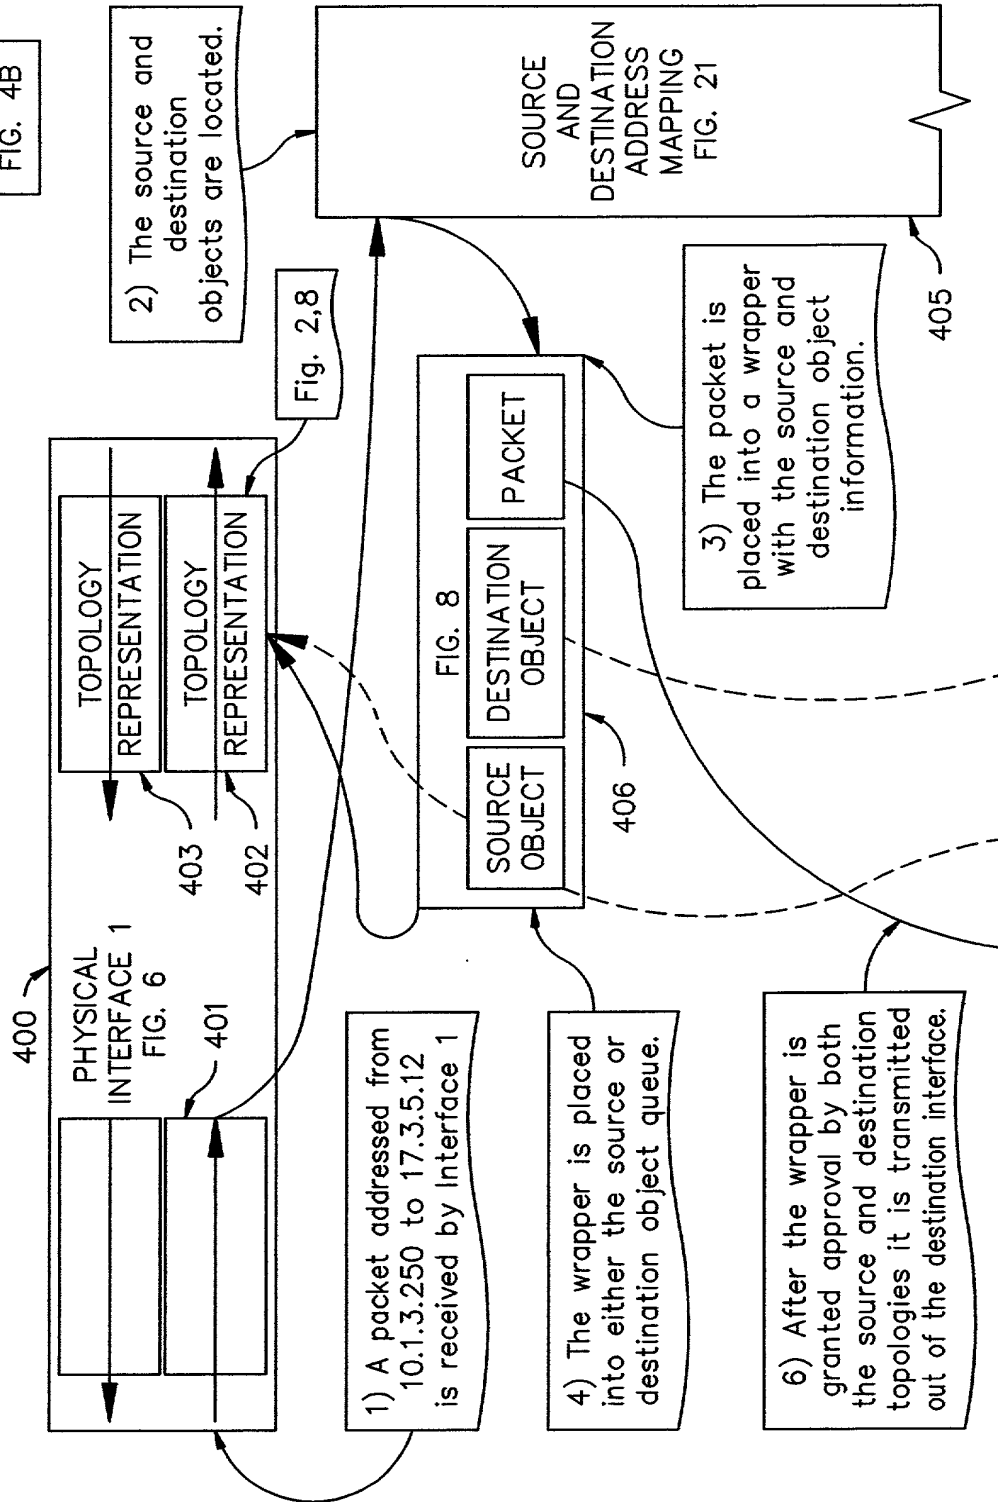 FIG. 4B
400
PHYSICAL
INTERFACE 1
FIG. 6
401
403
402
TOPOLOGY
REPRESENTATION
TOPOLOGY
REPRESENTATION
Fig. 2,8
2) The source and
destination
objects are located.
1) A packet addressed from
10.1.3.250 to 17.3.5.12
is received by Interface 1
FIG. 8
SOURCE
OBJECT
DESTINATION
OBJECT
PACKET
406
SOURCE
AND
DESTINATION
ADDRESS
MAPPING
FIG. 21
405
4) The wrapper is placed
into either the source or
destination object queue.
3) The packet is
placed into a wrapper
with the source and
destination object
information.
6) After the wrapper is
granted approval by both
the source and destination
topologies it is transmitted
out of the destination interface.